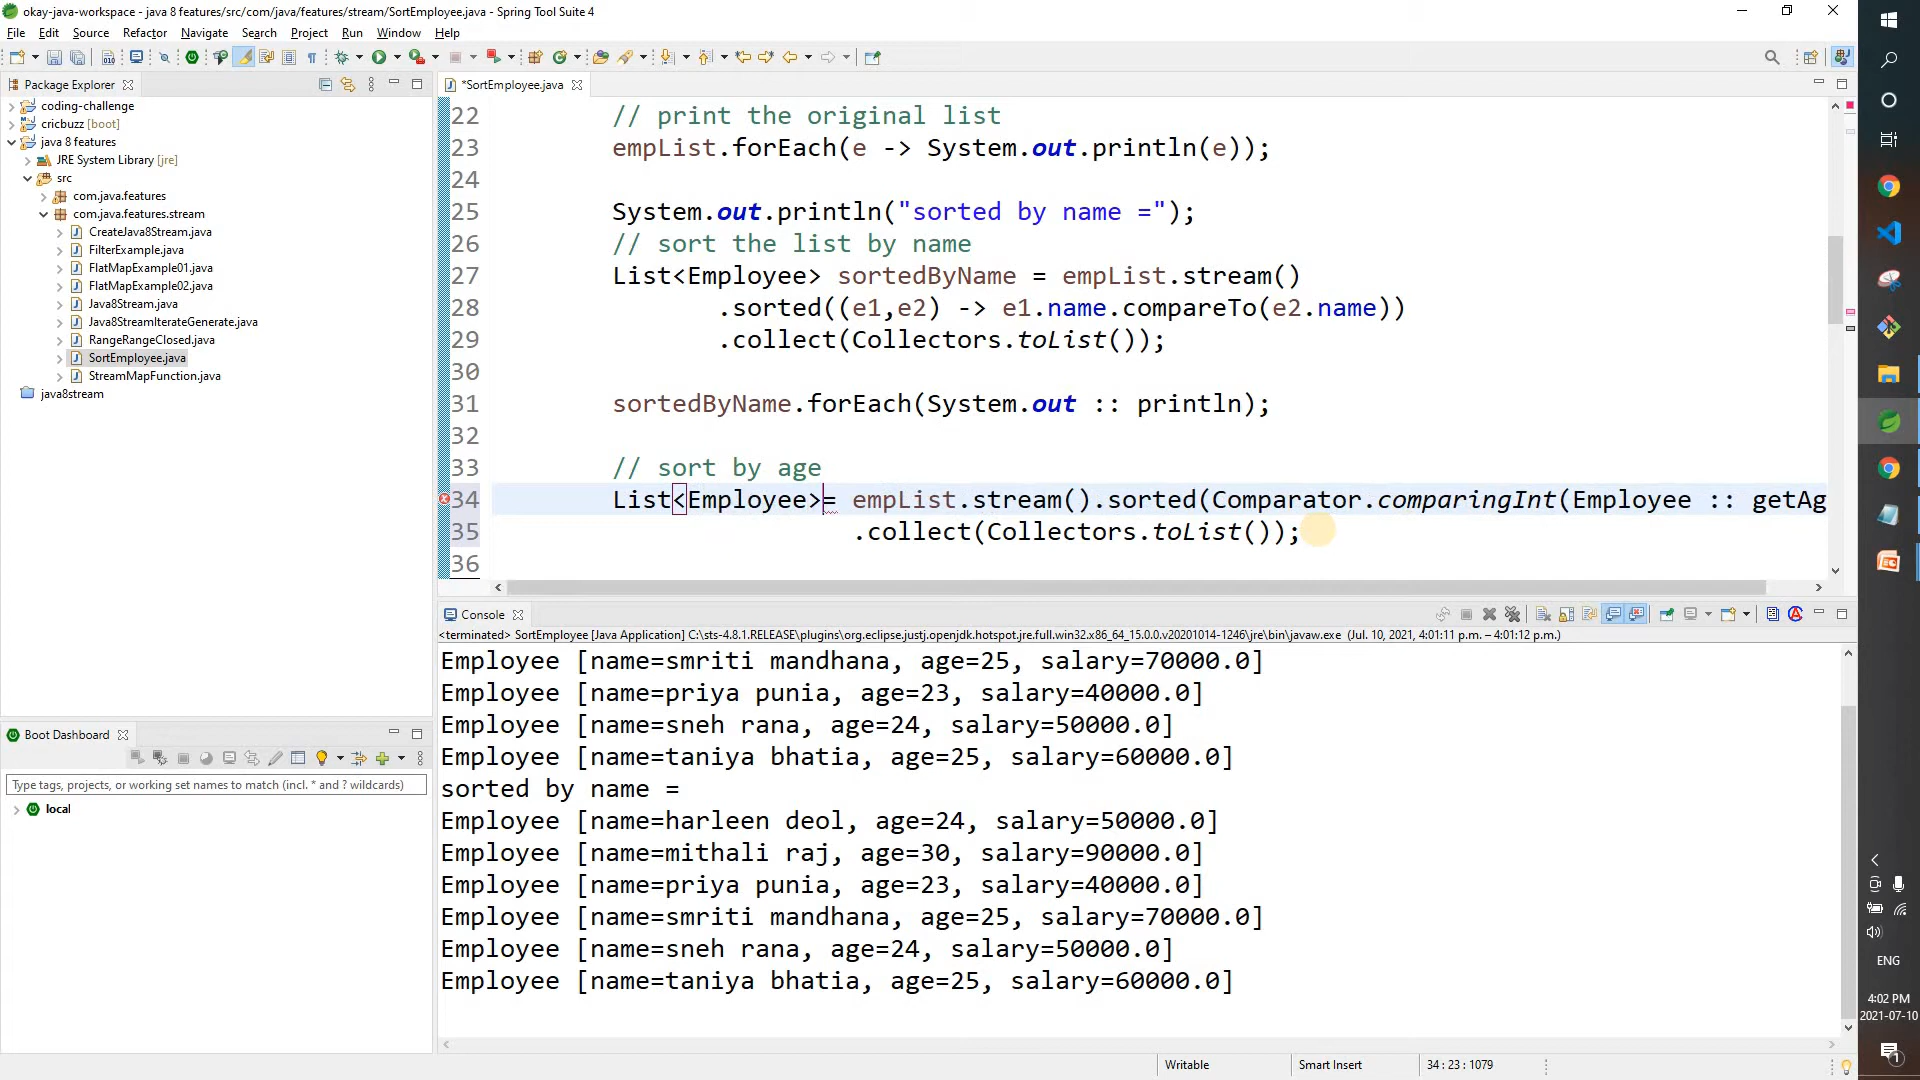 okay-java-workspace - java 8 features/src/com/java/features/stream/SortEmployee.java - Spring Tool Suite 4
File Edit Source Refactor Navigate Search Project Run Window Help
Package Explorer
coding-challenge
cricbuzz [boot]
java 8 features
JRE System Library [jre]
src
com.java.features
com.java.features.stream
CreateJava8Stream.java
FilterExample.java
FlatMapExample01.java
FlatMapExample02.java
Java8Stream.java
Java8StreamIterateGenerate.java
RangeRangeClosed.java
SortEmployee.java
StreamMapFunction.java
java8stream
*SortEmployee.java
22 // print the original list
23 empList.forEach(e -> System.out.println(e));
24
25 System.out.println("sorted by name =");
26 // sort the list by name
27 List<Employee> sortedByName = empList.stream()
28 .sorted((e1,e2) -> e1.name.compareTo(e2.name))
29 .collect(Collectors.toList());
30
31 sortedByName.forEach(System.out :: println);
32
33 // sort by age
34 List<Employee>= empList.stream().sorted(Comparator.comparingInt(Employee :: getAg
35 .collect(Collectors.toList());
36
Console
<terminated> SortEmployee [Java Application] C:\sts-4.8.1.RELEASE\plugins\org.eclipse.justj.openjdk.hotspot.jre.full.win32.x86_64_15.0.0.v20201014-1246\jre\bin\javaw.exe (Jul. 10, 2021, 4:01:11 p.m. – 4:01:12 p.m.)
Employee [name=smriti mandhana, age=25, salary=70000.0]
Employee [name=priya punia, age=23, salary=40000.0]
Employee [name=sneh rana, age=24, salary=50000.0]
Employee [name=taniya bhatia, age=25, salary=60000.0]
sorted by name =
Employee [name=harleen deol, age=24, salary=50000.0]
Employee [name=mithali raj, age=30, salary=90000.0]
Employee [name=priya punia, age=23, salary=40000.0]
Employee [name=smriti mandhana, age=25, salary=70000.0]
Employee [name=sneh rana, age=24, salary=50000.0]
Employee [name=taniya bhatia, age=25, salary=60000.0]
Boot Dashboard
Type tags, projects, or working set names to match (incl. * and ? wildcards)
local
Writable Smart Insert 34 : 23 : 1079
ENG
4:02 PM
2021-07-10
1